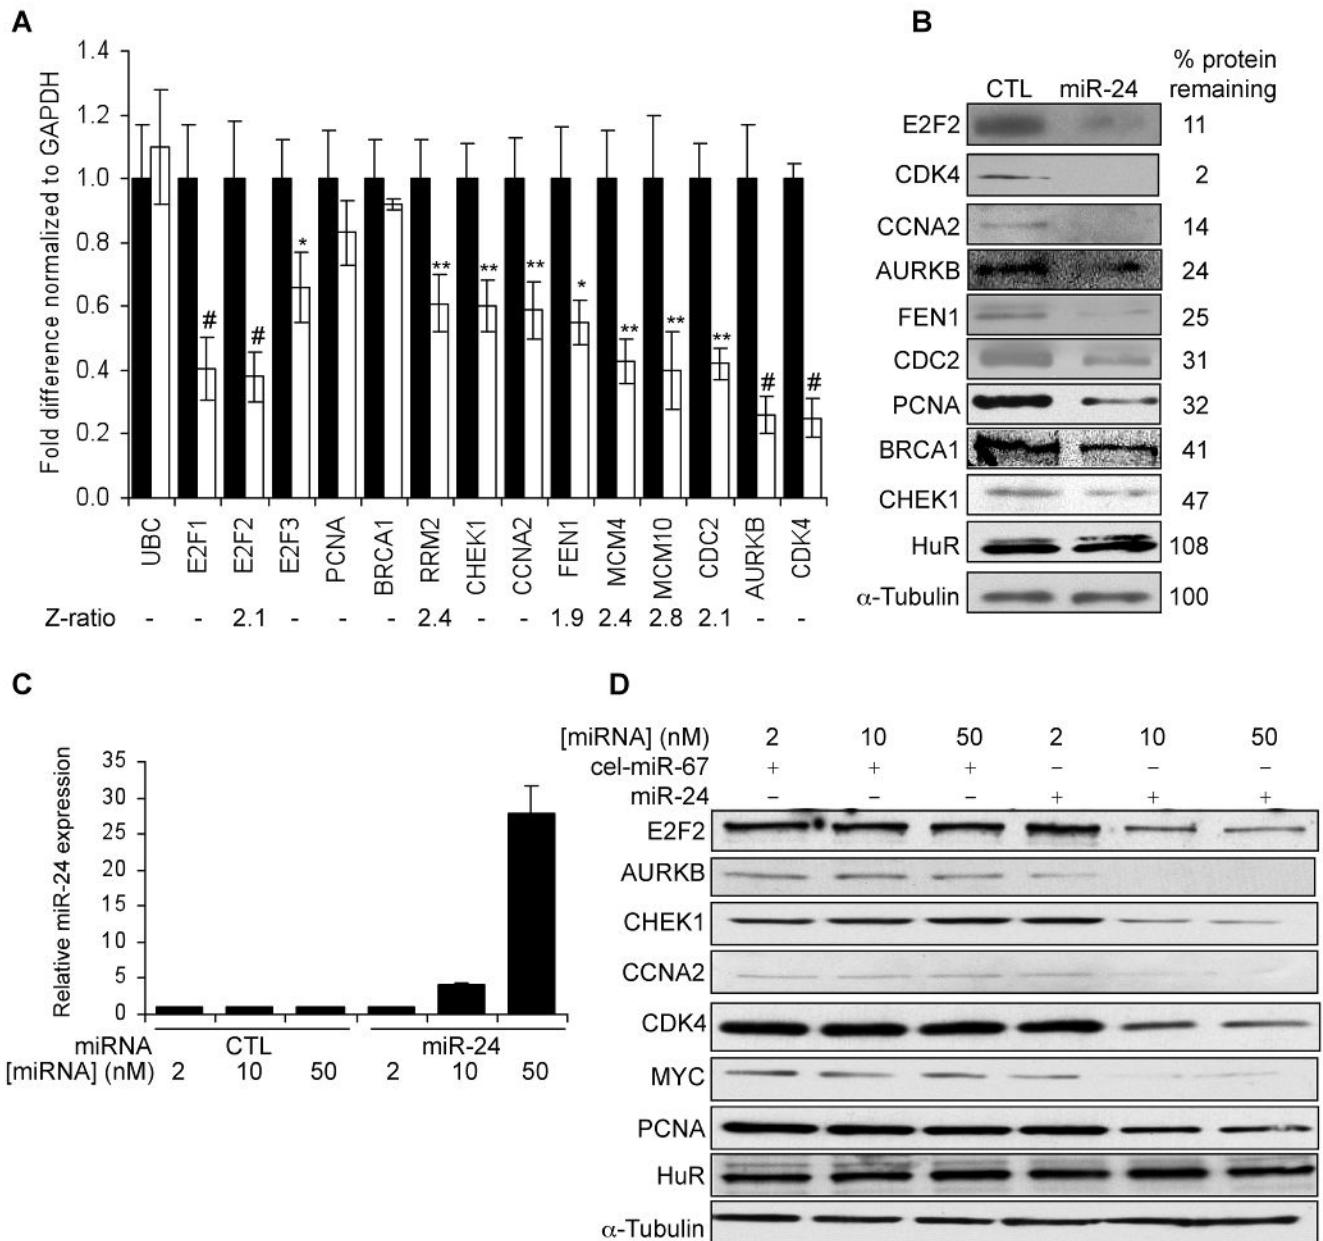 A
Fold difference normalized to GAPDH
1.4
1.2
1.0
0.8
0.6
0.4
0.2
0.0
# # * ** ** ** * ** ** ** # #
UBC E2F1 E2F2 E2F3 PCNA BRCA1 RRM2 CHEK1 CCNA2 FEN1 MCM4 MCM10 CDC2 AURKB CDK4
Z-ratio - - 2.1 - - - 2.4 - - 1.9 2.4 2.8 2.1 - -
B
% protein
CTL miR-24 remaining
E2F2 11
CDK4 2
CCNA2 14
AURKB 24
FEN1 25
CDC2 31
PCNA 32
BRCA1 41
CHEK1 47
HuR 108
α-Tubulin 100
C
Relative miR-24 expression
35
30
25
20
15
10
5
0
miRNA CTL miR-24
[miRNA] (nM) 2 10 50 2 10 50
D
[miRNA] (nM) 2 10 50 2 10 50
cel-miR-67 + + + − − −
miR-24 − − − + + +
E2F2
AURKB
CHEK1
CCNA2
CDK4
MYC
PCNA
HuR
α-Tubulin